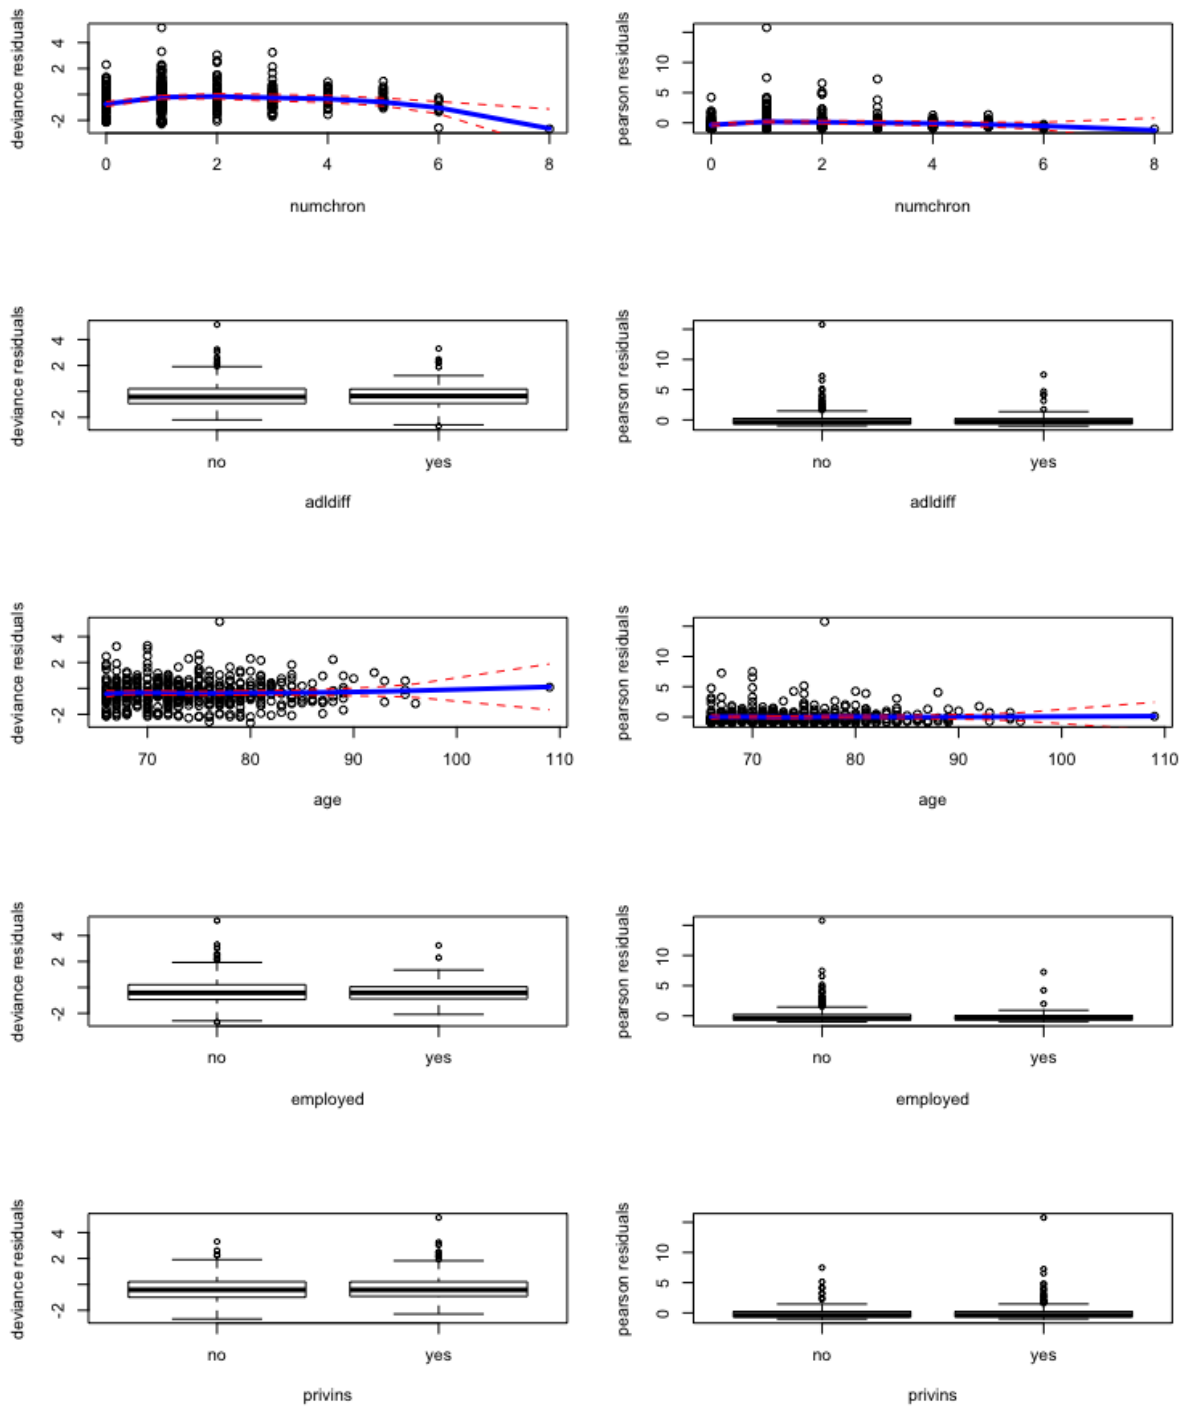 deviance residuals
-2 2 4
0 2 4 6 8
numchron
pearson residuals
0 5 10
0 2 4 6 8
numchron
deviance residuals
-2 2 4
no yes
adldiff
pearson residuals
0 5 10
no yes
adldiff
deviance residuals
-2 2 4
70 80 90 100 110
age
pearson residuals
0 5 10
70 80 90 100 110
age
deviance residuals
-2 2 4
no yes
employed
pearson residuals
0 5 10
no yes
employed
deviance residuals
-2 2 4
no yes
privins
pearson residuals
0 5 10
no yes
privins